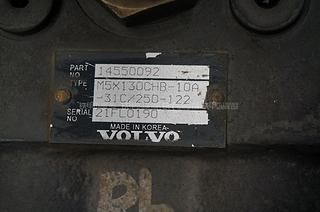 PART NO 14550092
TYPE M5X130CHB-10A
-31C/250-122
SERIAL NO 21FL0190
MADE IN KOREA
VOLVO